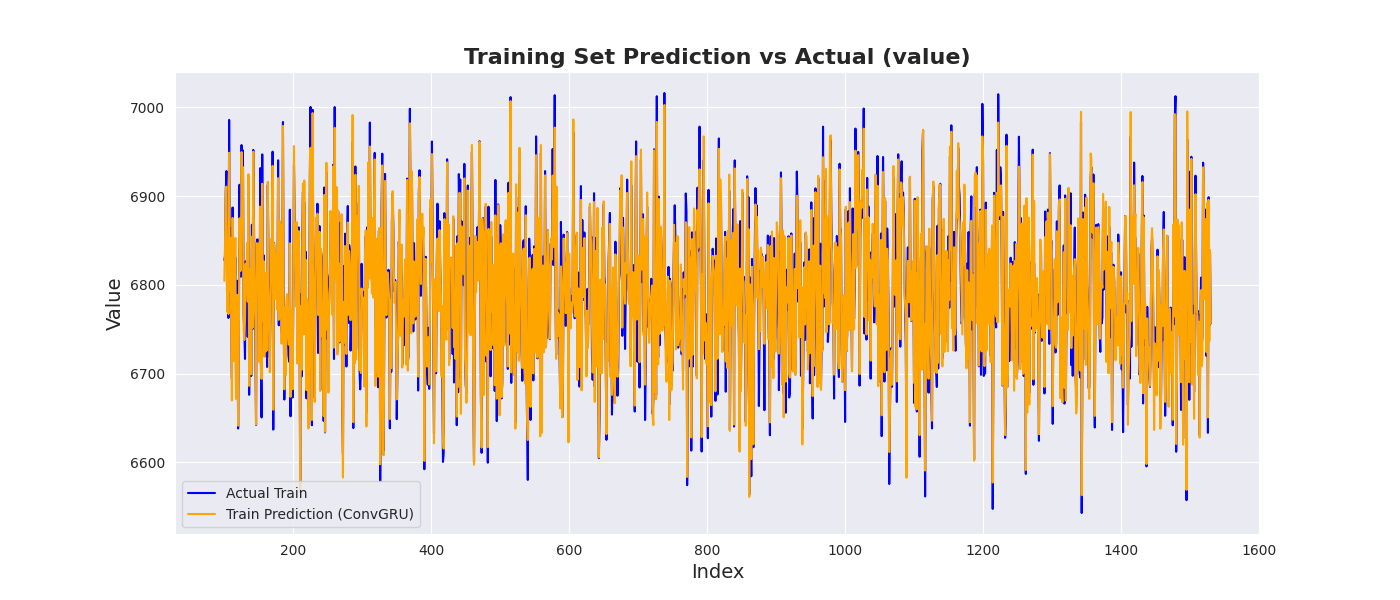 Training Set Prediction vs Actual (value)
Value
7000
6900
6800
6700
6600
Actual Train
Train Prediction (ConvGRU)
200 400 600 800 1000 1200 1400 1600
Index